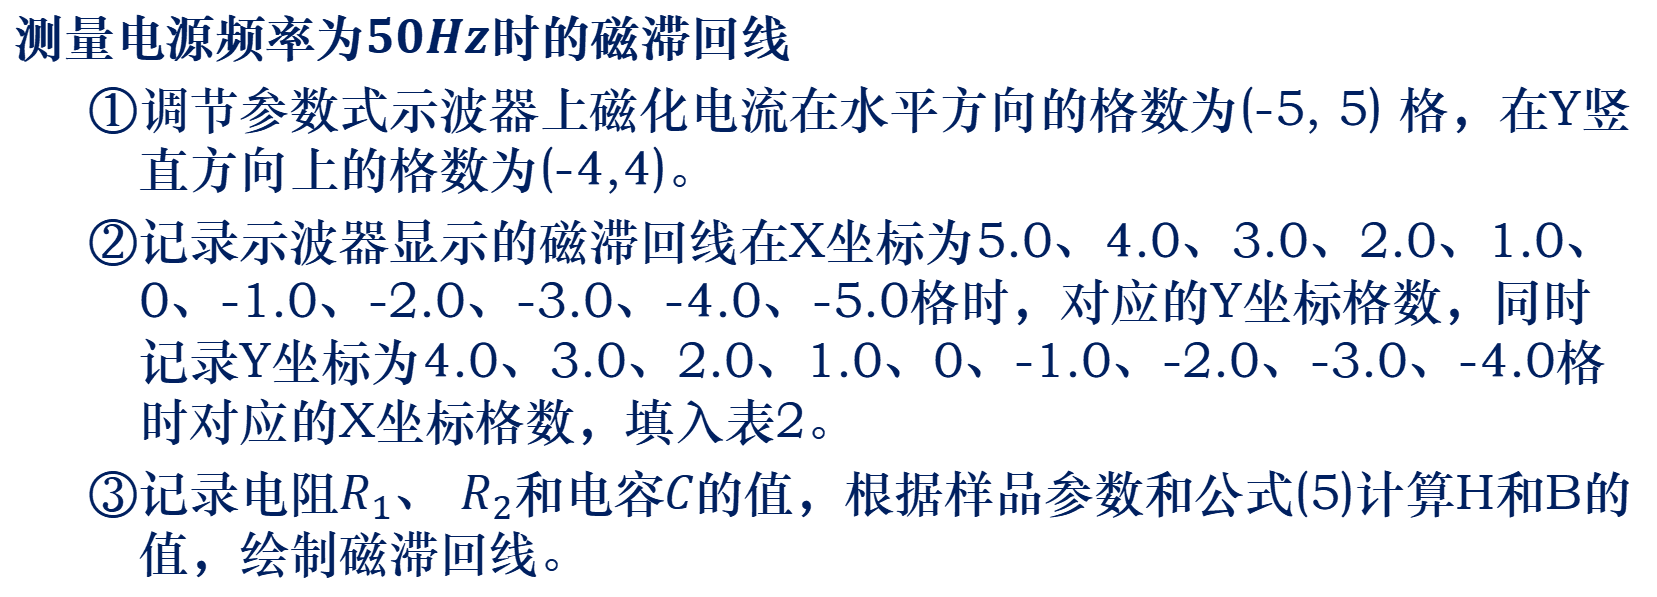 测量电源频率为50Hz时的磁滞回线
①调节参数式示波器上磁化电流在水平方向的格数为(-5, 5) 格，在Y竖
直方向上的格数为(-4,4)。
②记录示波器显示的磁滞回线在X坐标为5.0、4.0、3.0、2.0、1.0、
0、-1.0、-2.0、-3.0、-4.0、-5.0格时，对应的Y坐标格数，同时
记录Y坐标为4.0、3.0、2.0、1.0、0、-1.0、-2.0、-3.0、-4.0格
时对应的X坐标格数，填入表2。
③记录电阻R₁、 R₂和电容C的值，根据样品参数和公式(5)计算H和B的
值，绘制磁滞回线。